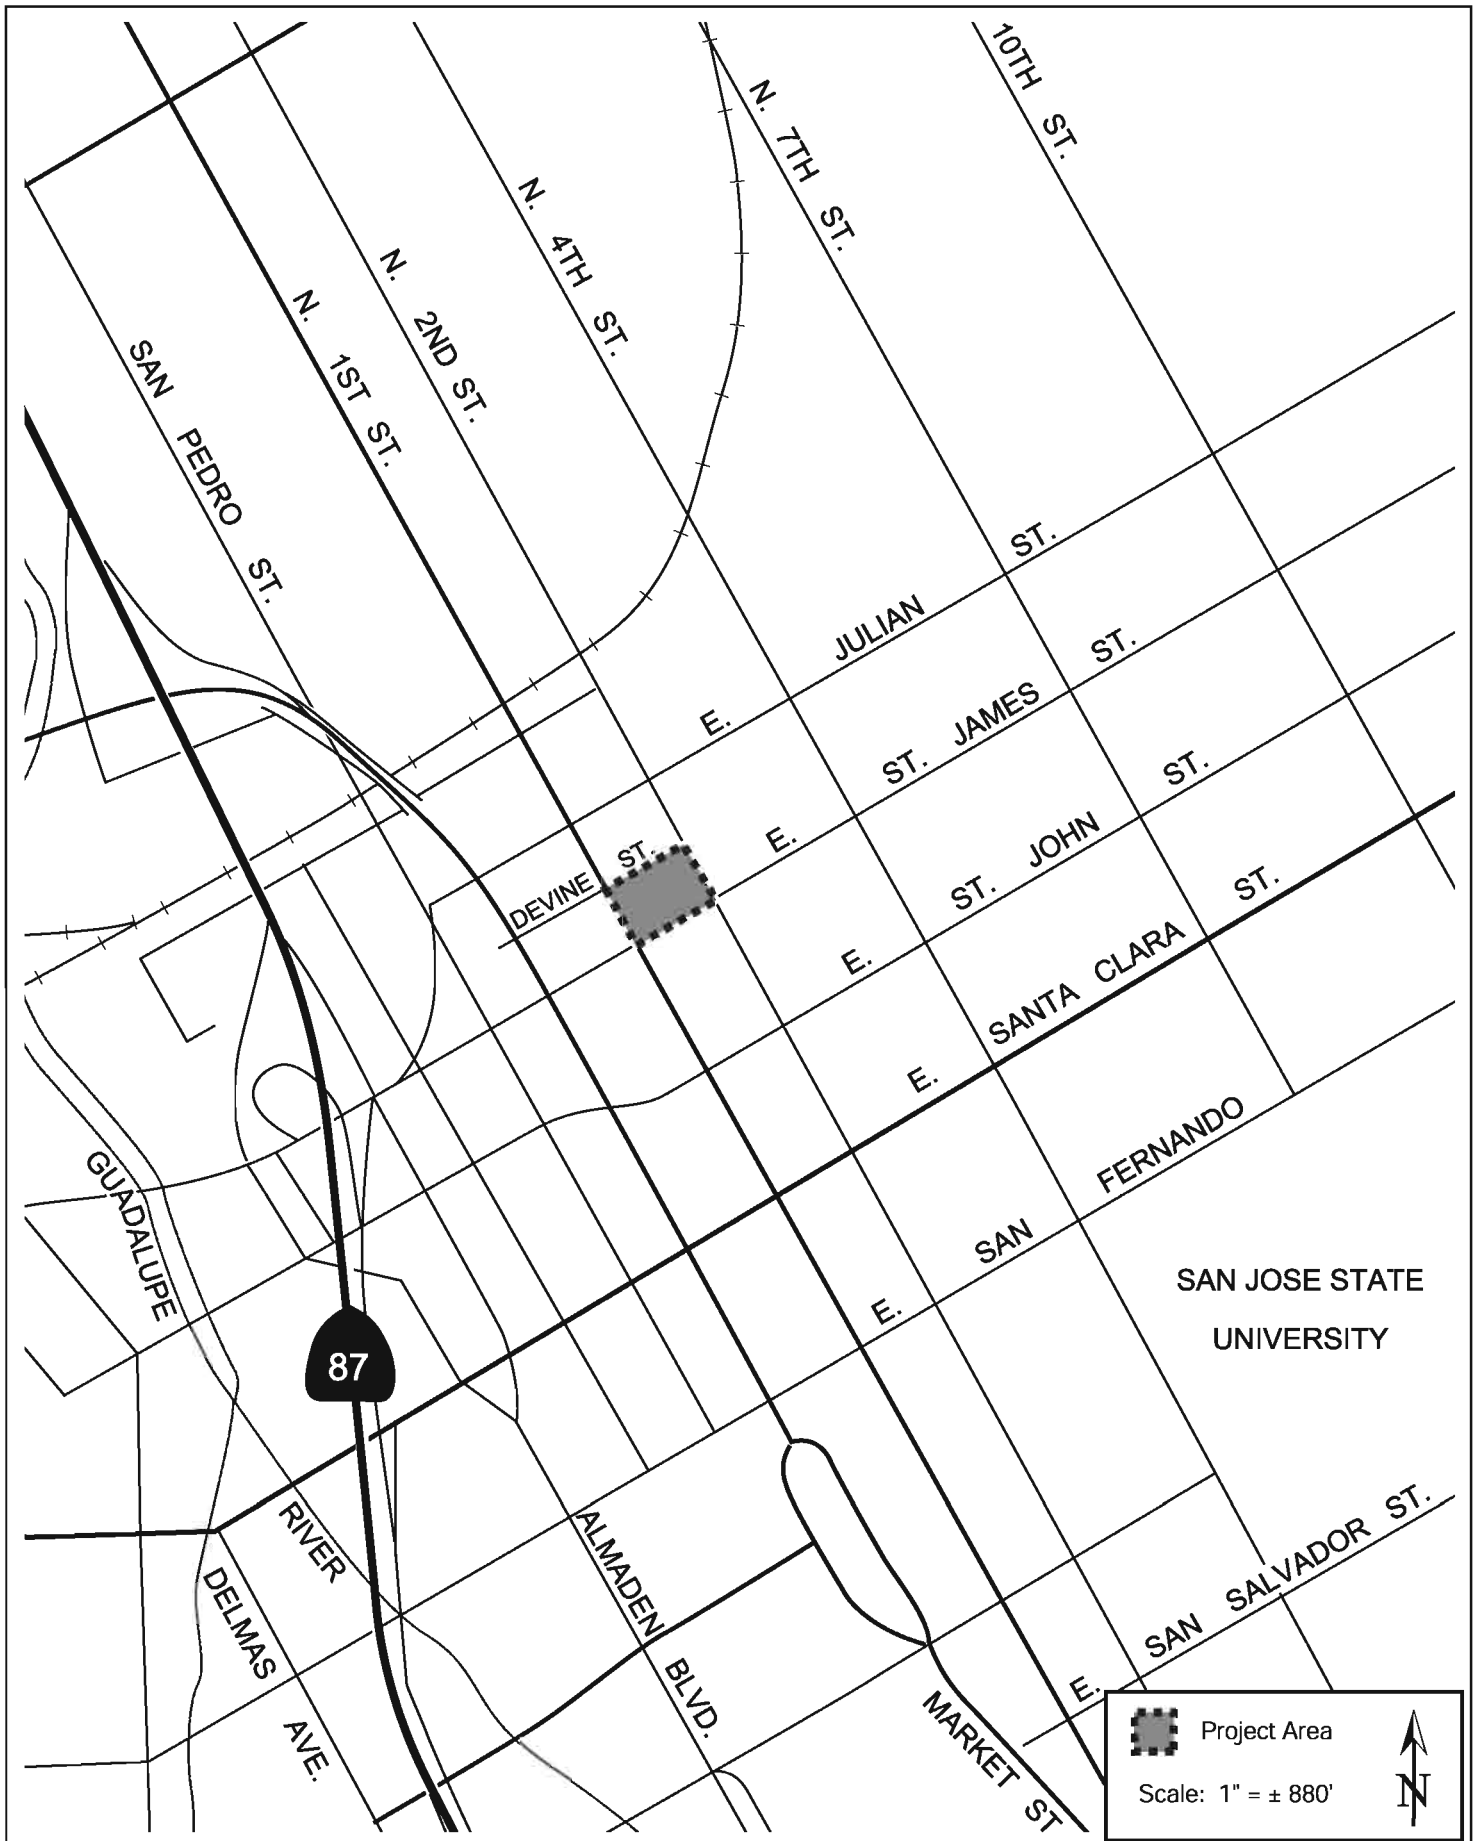 10TH ST.
N. 7TH ST.
N. 4TH ST.
N. 2ND ST.
N. 1ST ST.
SAN PEDRO ST.
E. JULIAN ST.
E. ST. JAMES ST.
DEVINE ST.
E. ST. JOHN ST.
E. SANTA CLARA ST.
E. SAN FERNANDO
GUADALUPE RIVER
SAN JOSE STATE
UNIVERSITY
87
DELMAS AVE.
ALMADEN BLVD.
E. SAN SALVADOR ST.
MARKET ST
Project Area
Scale: 1" = ± 880'
N